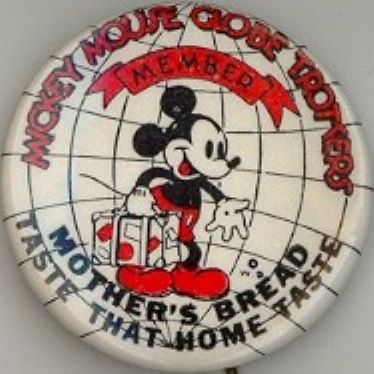 MICKEY MOUSE GLOBE TROTTERS
MEMBER
MOTHER'S BREAD
TASTE THAT HOME TASTE